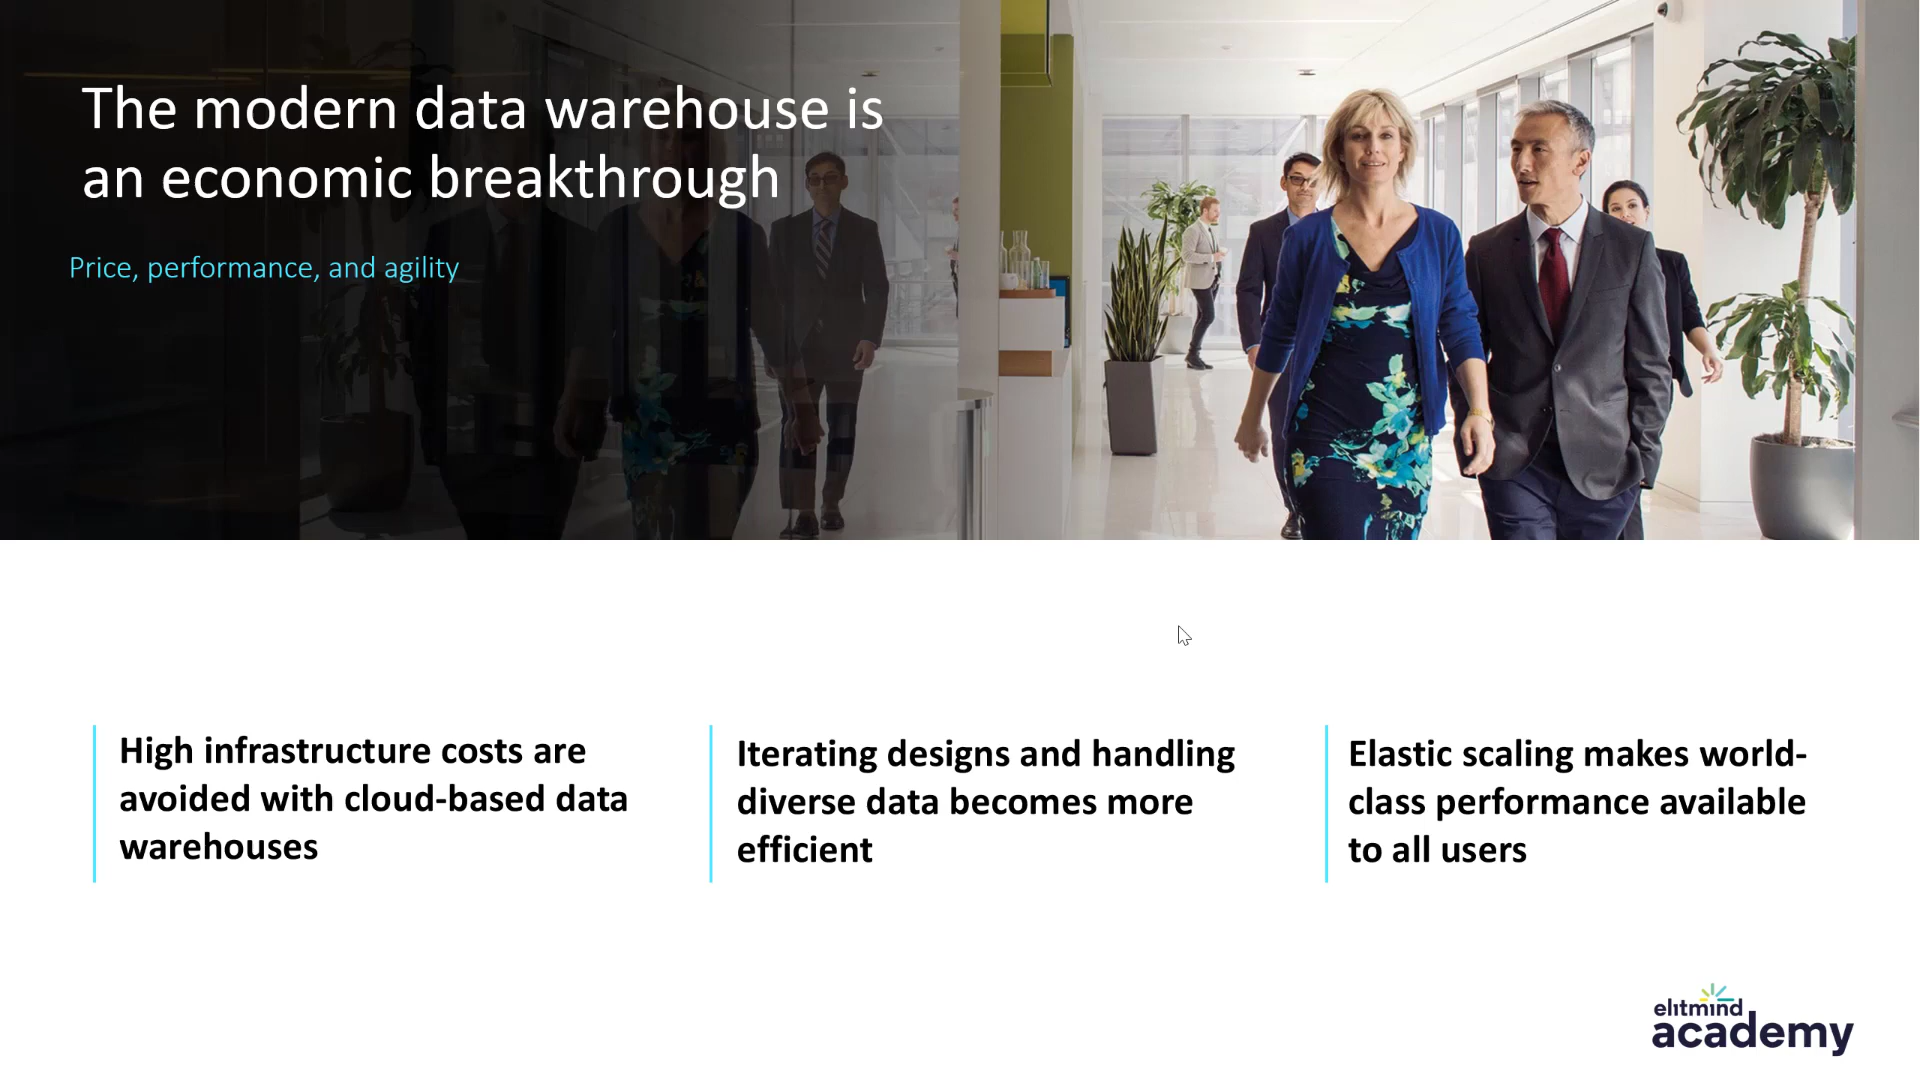 The modern data warehouse is
an economic breakthrough
Price, performance, and agility
High infrastructure costs are
avoided with cloud-based data
warehouses
Iterating designs and handling
diverse data becomes more
efficient
Elastic scaling makes world-
class performance available
to all users
elitmind
academy